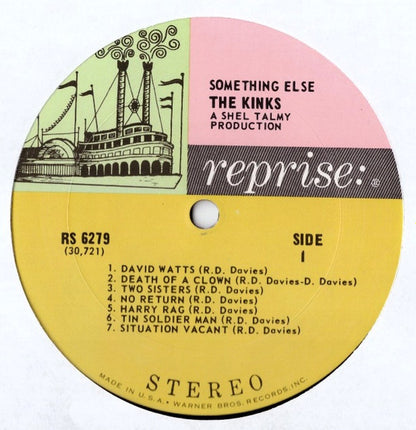 SOMETHING ELSE
THE KINKS
A SHEL TALMY
PRODUCTION
reprise:®
RS 6279
(30,721)
SIDE
1
1. DAVID WATTS (R.D. Davies)
2. DEATH OF A CLOWN (R.D. Davies-D. Davies)
3. TWO SISTERS (R.D. Davies)
4. NO RETURN (R.D. Davies)
5. HARRY RAG (R.D. Davies)
6. TIN SOLDIER MAN (R.D. Davies)
7. SITUATION VACANT (R.D. Davies)
STEREO
MADE IN U.S.A. • WARNER BROS. RECORDS, INC.